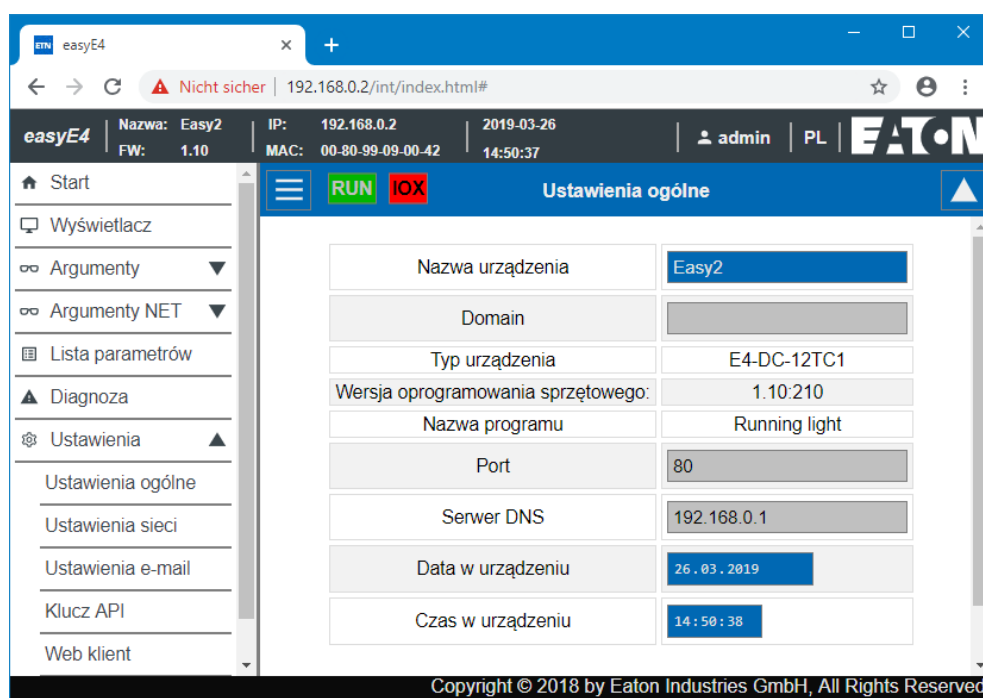 ETN easyE4
Nicht sicher | 192.168.0.2/int/index.html#
easyE4
Nazwa: Easy2
FW: 1.10
IP: 192.168.0.2
MAC: 00-80-99-09-00-42
2019-03-26
14:50:37
admin
PL
EATON
Start
Wyświetlacz
Argumenty
Argumenty NET
Lista parametrów
Diagnoza
Ustawienia
Ustawienia ogólne
Ustawienia sieci
Ustawienia e-mail
Klucz API
Web klient
RUN IOX Ustawienia ogólne
Nazwa urządzenia Easy2
Domain
Typ urządzenia E4-DC-12TC1
Wersja oprogramowania sprzętowego: 1.10:210
Nazwa programu Running light
Port 80
Serwer DNS 192.168.0.1
Data w urządzeniu 26.03.2019
Czas w urządzeniu 14:50:38
Copyright © 2018 by Eaton Industries GmbH, All Rights Reserved